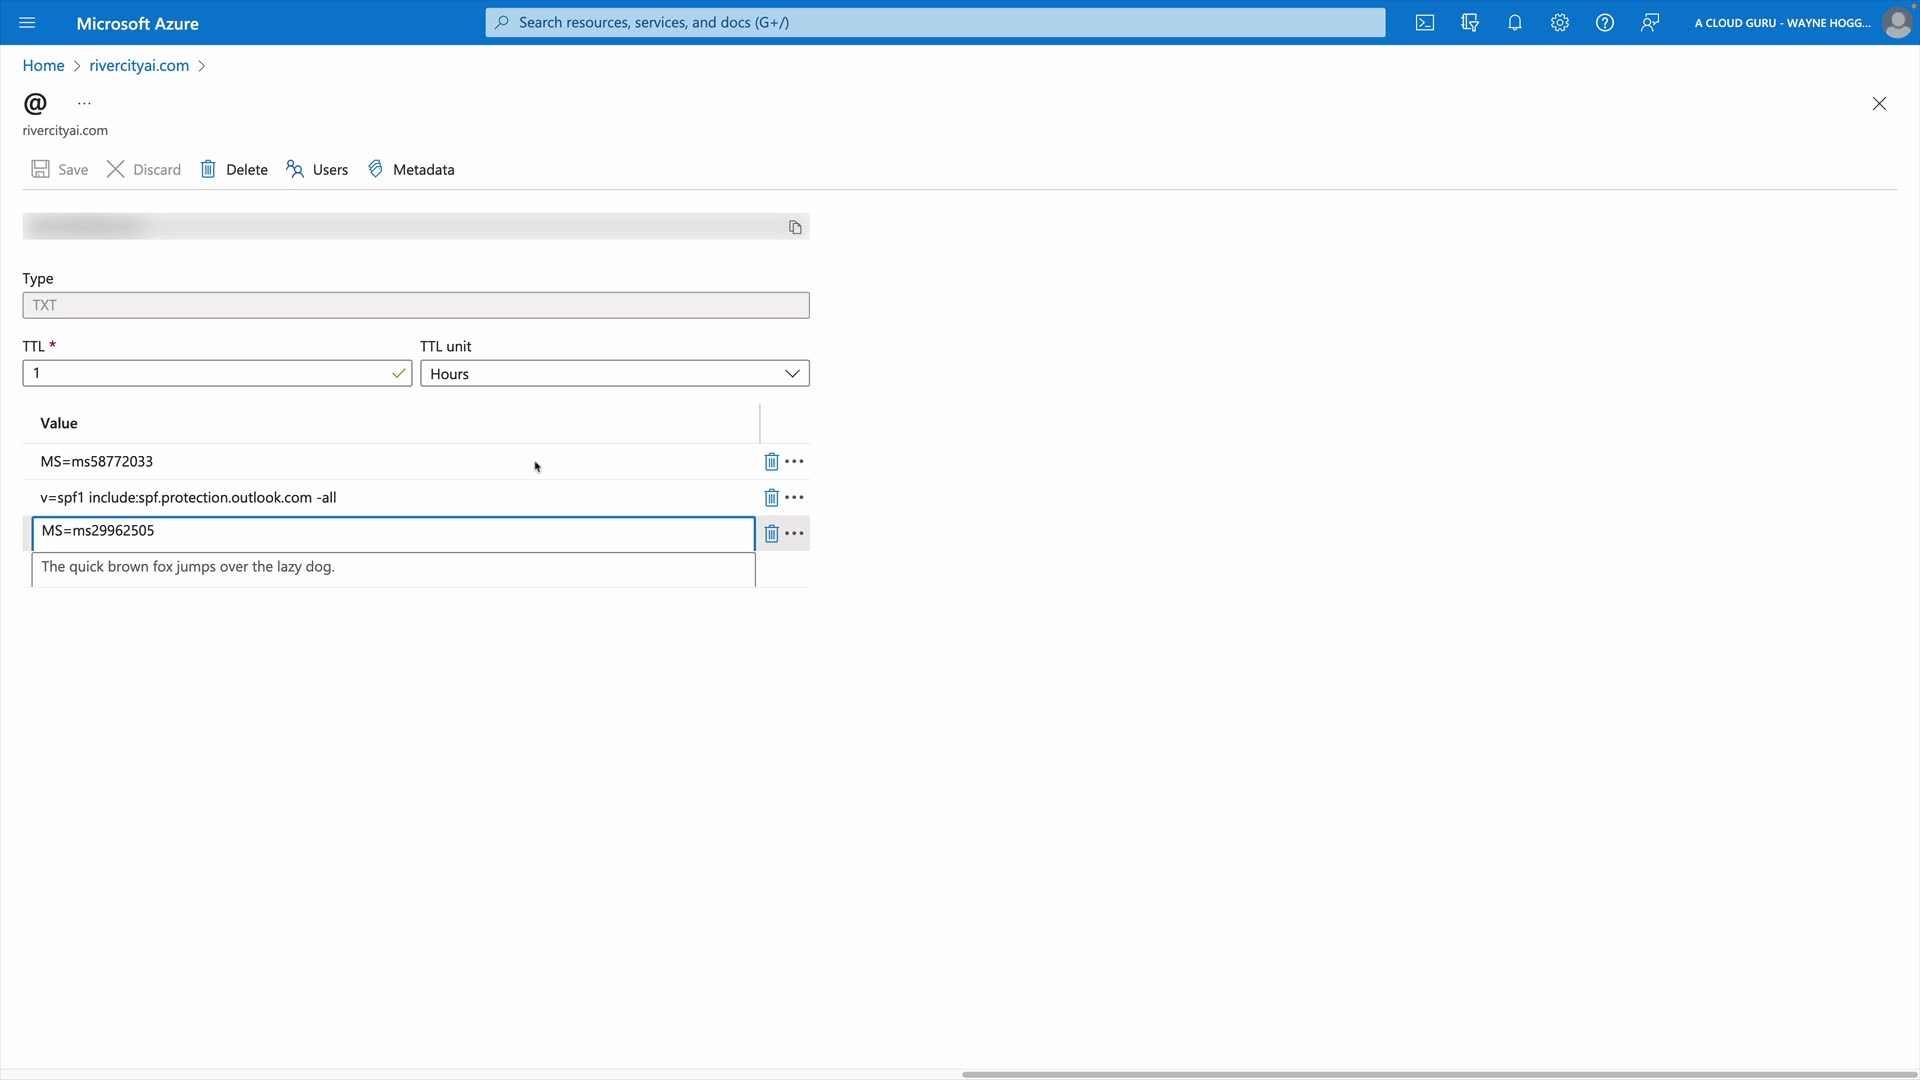 Microsoft Azure
Search resources, services, and docs (G+/)
A CLOUD GURU - WAYNE HOGG...
Home > rivercityai.com >
@ ...
rivercityai.com
Save Discard Delete Users Metadata
Type
TXT
TTL * TTL unit
1 Hours
Value
MS=ms58772033
v=spf1 include:spf.protection.outlook.com -all
MS=ms29962505
The quick brown fox jumps over the lazy dog.